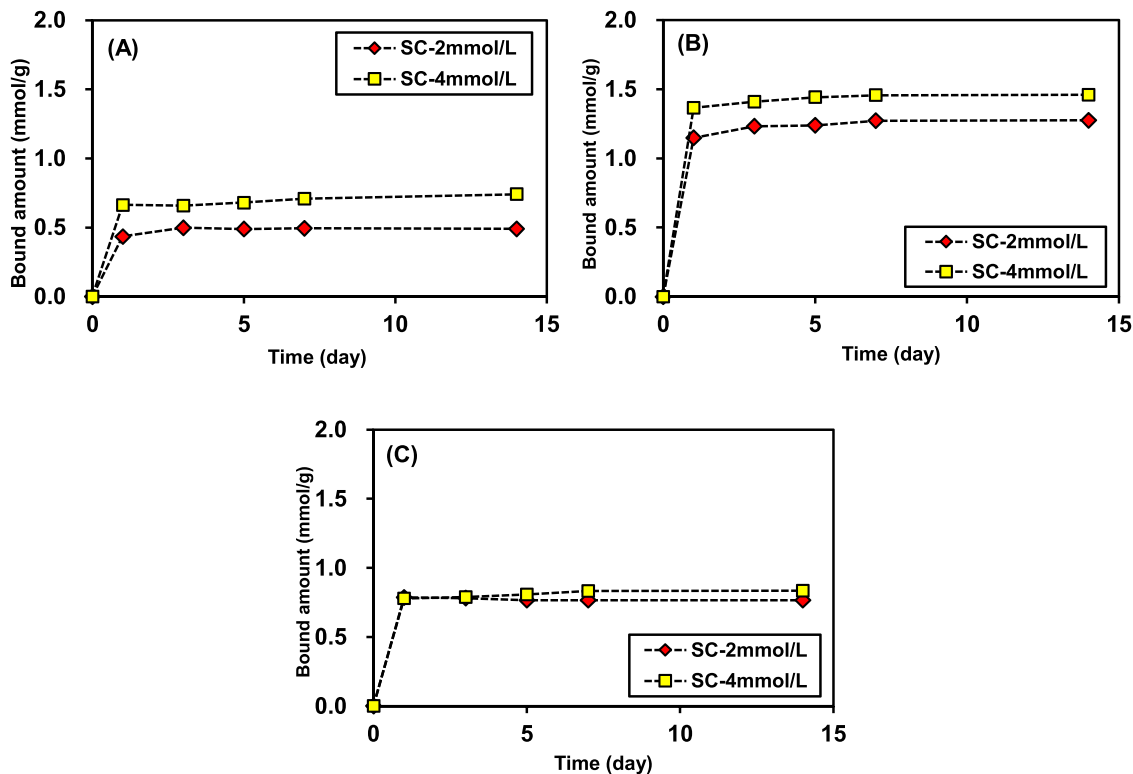 (A)
SC-2mmol/L
SC-4mmol/L
2.0
1.5
1.0
0.5
0.0
Bound amount (mmol/g)
0 5 10 15
Time (day)
(B)
2.0
1.5
1.0
0.5
0.0
Bound amount (mmol/g)
SC-2mmol/L
SC-4mmol/L
0 5 10 15
Time (day)
(C)
2.0
1.5
1.0
0.5
0.0
Bound amount (mmol/g)
SC-2mmol/L
SC-4mmol/L
0 5 10 15
Time (day)